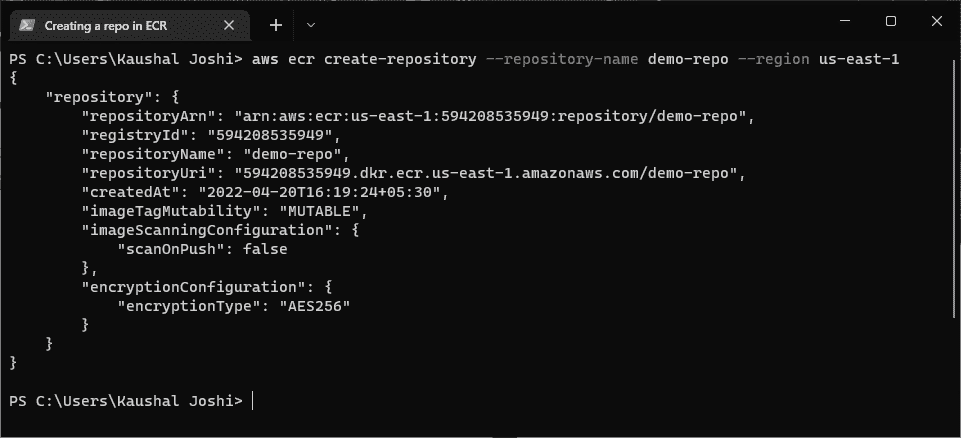 Creating a repo in ECR
PS C:\Users\Kaushal Joshi> aws ecr create-repository --repository-name demo-repo --region us-east-1
{
    "repository": {
        "repositoryArn": "arn:aws:ecr:us-east-1:594208535949:repository/demo-repo",
        "registryId": "594208535949",
        "repositoryName": "demo-repo",
        "repositoryUri": "594208535949.dkr.ecr.us-east-1.amazonaws.com/demo-repo",
        "createdAt": "2022-04-20T16:19:24+05:30",
        "imageTagMutability": "MUTABLE",
        "imageScanningConfiguration": {
            "scanOnPush": false
        },
        "encryptionConfiguration": {
            "encryptionType": "AES256"
        }
    }
}
PS C:\Users\Kaushal Joshi>